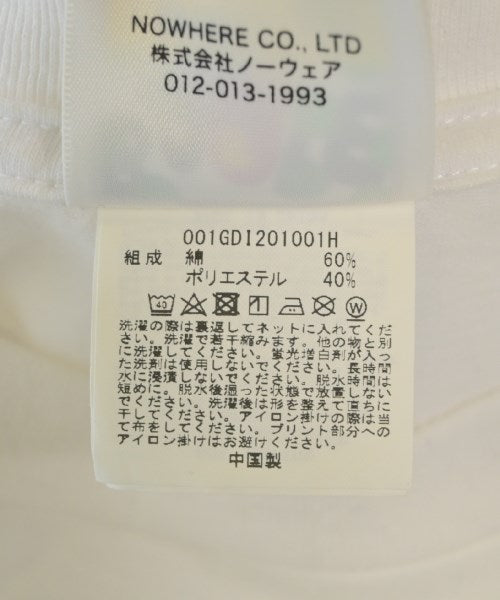 NOWHERE CO., LTD
株式会社ノーウェア
012-013-1993
001GDI201001H
組成 綿 60%
ポリエステル 40%
40 W
洗濯の際は裏返してネットに入れてくだ
さい。洗濯で若干縮みます。他の物と別
に洗濯してください。蛍光増白剤が入っ
た洗剤は使用しないでください。長時間
水に浸漬しないでください。脱水時間は
短めに。脱水後湿った状態で放置しない
でください。洗濯後は形を整えて直ちに
干してください。アイロン掛けの際は当
て布をしてください。プリント部分への
アイロン掛けはお避けください。
中国製